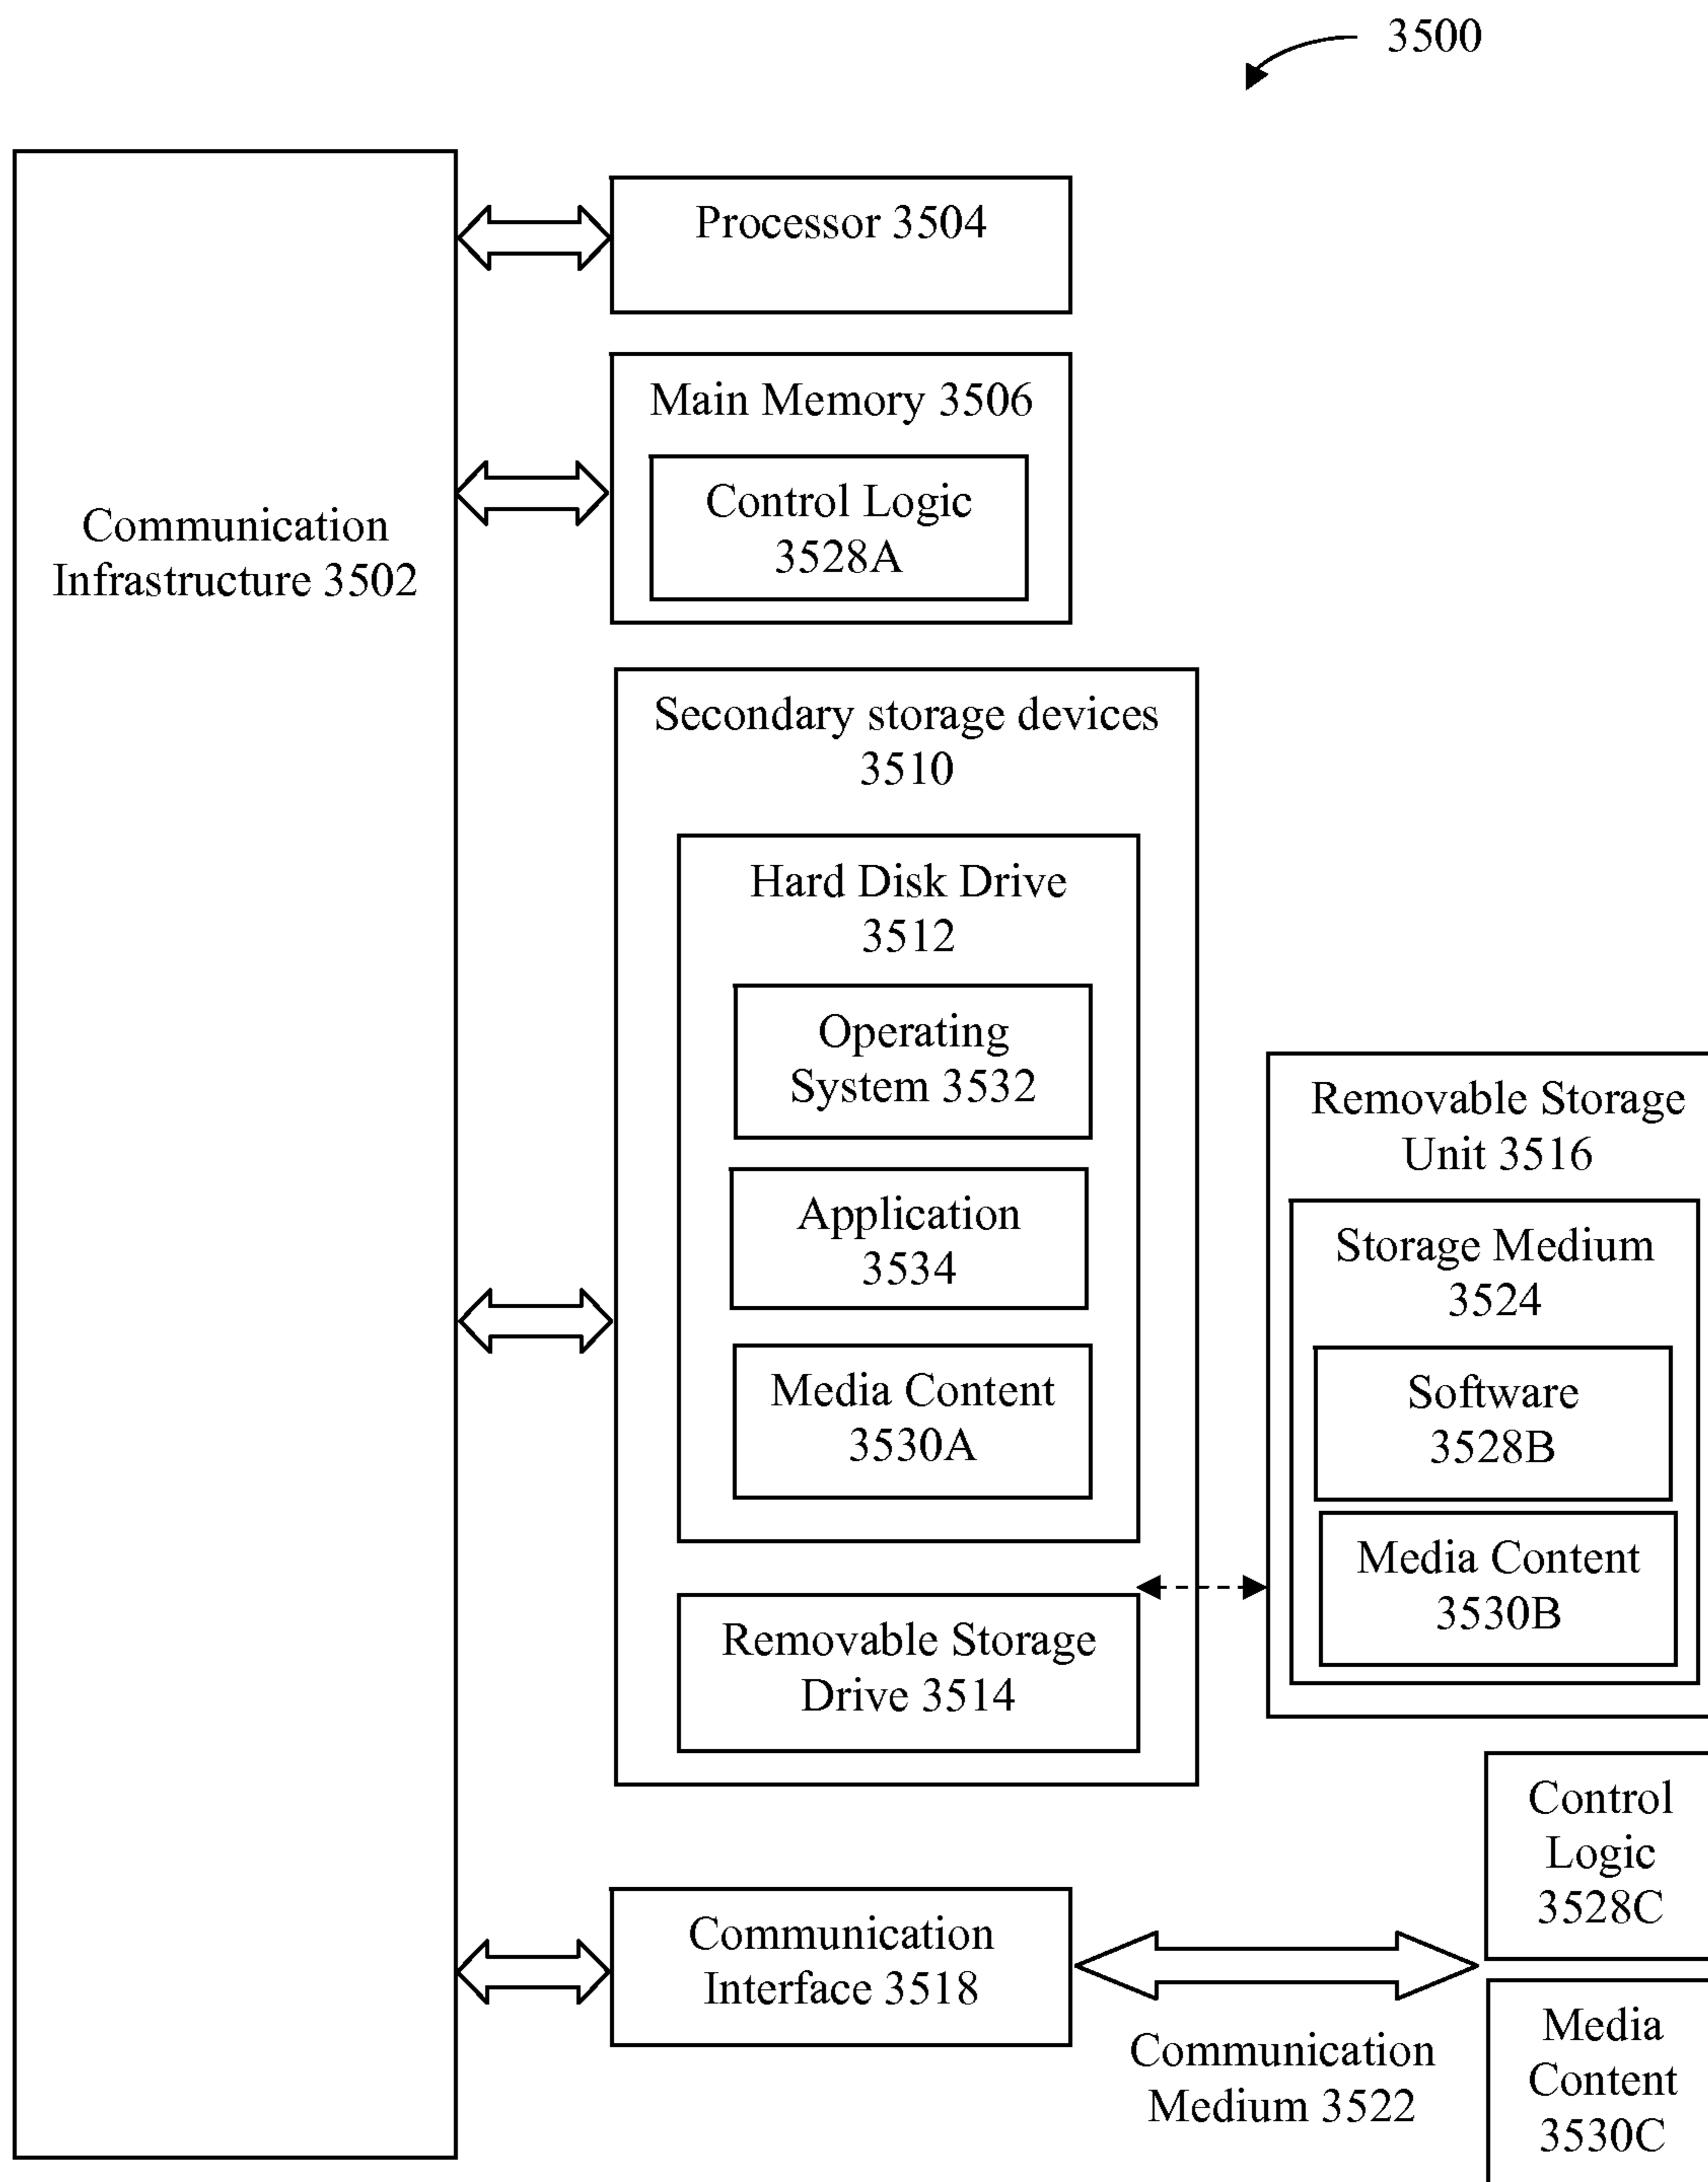 3500
Communication
Infrastructure 3502
Processor 3504
Main Memory 3506
Control Logic
3528A
Secondary storage devices
3510
Hard Disk Drive
3512
Operating
System 3532
Application
3534
Media Content
3530A
Removable Storage
Drive 3514
Removable Storage
Unit 3516
Storage Medium
3524
Software
3528B
Media Content
3530B
Communication
Interface 3518
Communication
Medium 3522
Control
Logic
3528C
Media
Content
3530C